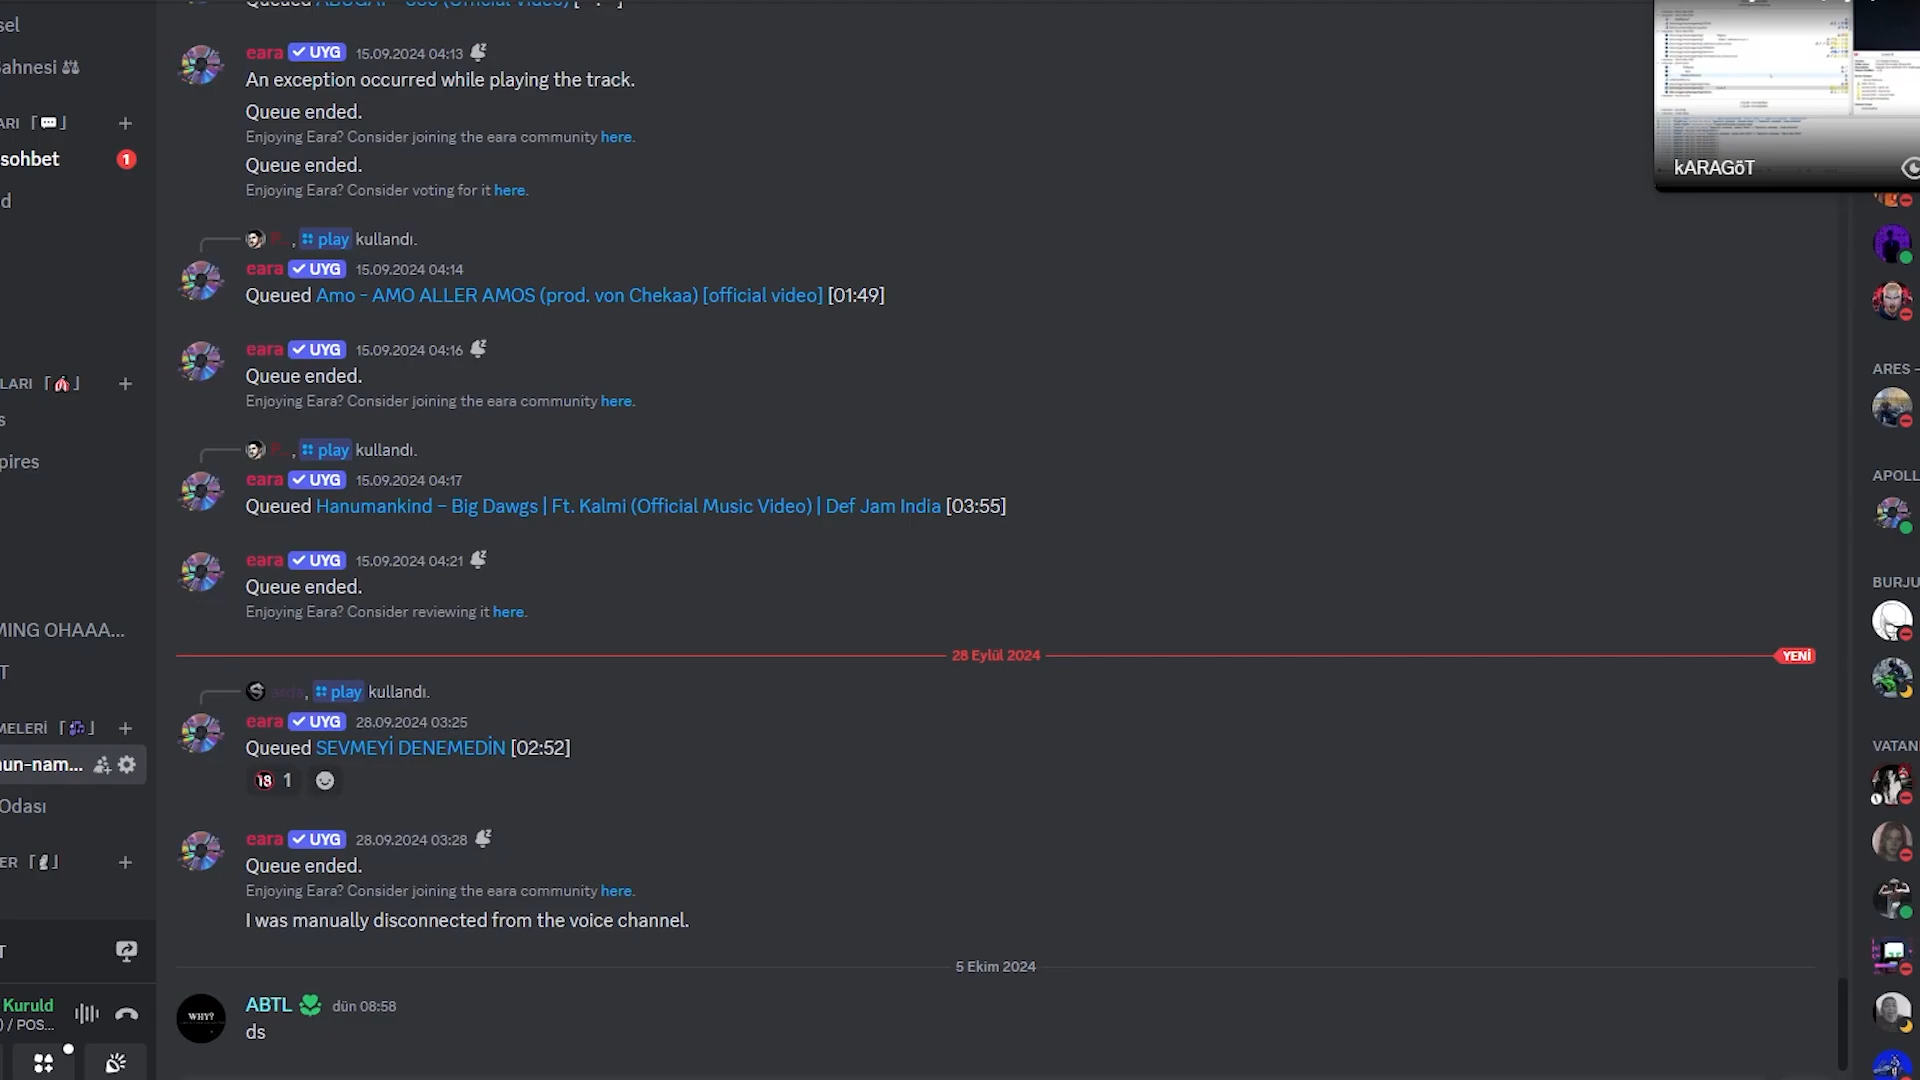 sel
Sahnesi
ARI
sohbet
1
d
LARI
s
pires
MING OHAAA...
T
MELERİ
nun-nam...
Odası
ER
T
Kuruld
) / POS...
eara UYG 15.09.2024 04:13
An exception occurred while playing the track.
Queue ended.
Enjoying Eara? Consider joining the eara community here.
Queue ended.
Enjoying Eara? Consider voting for it here.
, play kullandı.
eara UYG 15.09.2024 04:14
Queued Amo - AMO ALLER AMOS (prod. von Chekaa) [official video] [01:49]
eara UYG 15.09.2024 04:16
Queue ended.
Enjoying Eara? Consider joining the eara community here.
, play kullandı.
eara UYG 15.09.2024 04:17
Queued Hanumankind – Big Dawgs | Ft. Kalmi (Official Music Video) | Def Jam India [03:55]
eara UYG 15.09.2024 04:21
Queue ended.
Enjoying Eara? Consider reviewing it here.
28 Eylül 2024 YENİ
arda, play kullandı.
eara UYG 28.09.2024 03:25
Queued SEVMEYİ DENEMEDİN [02:52]
18 1
eara UYG 28.09.2024 03:28
Queue ended.
Enjoying Eara? Consider joining the eara community here.
I was manually disconnected from the voice channel.
5 Ekim 2024
WHY?
ABTL dün 08:58
ds
kARAGöT
ARES –
APOLL
BURJU
VATAN